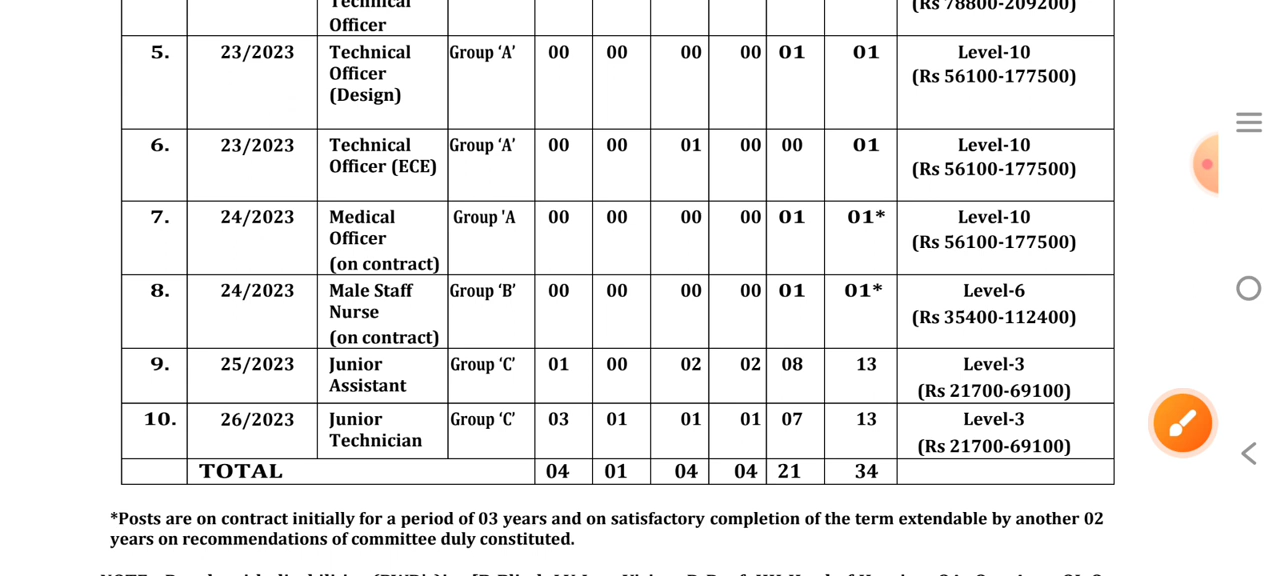 Technical (Rs 78800-209200)
Officer
5. 23/2023 Technical Group ‘A’ 00 00 00 00 01 01 Level-10
Officer (Rs 56100-177500)
(Design)
6. 23/2023 Technical Group ‘A’ 00 00 01 00 00 01 Level-10
Officer (ECE) (Rs 56100-177500)
7. 24/2023 Medical Group 'A 00 00 00 00 01 01* Level-10
Officer (Rs 56100-177500)
(on contract)
8. 24/2023 Male Staff Group ‘B’ 00 00 00 00 01 01* Level-6
Nurse (Rs 35400-112400)
(on contract)
9. 25/2023 Junior Group ‘C’ 01 00 02 02 08 13 Level-3
Assistant (Rs 21700-69100)
10. 26/2023 Junior Group ‘C’ 03 01 01 01 07 13 Level-3
Technician (Rs 21700-69100)
TOTAL 04 01 04 04 21 34
*Posts are on contract initially for a period of 03 years and on satisfactory completion of the term extendable by another 02
years on recommendations of committee duly constituted.